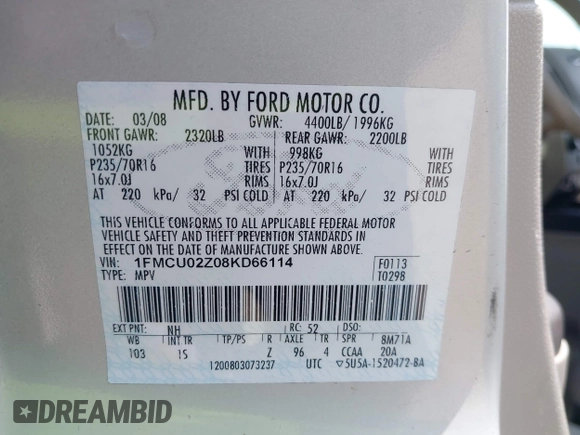 MFD. BY FORD MOTOR CO.
DATE: 03/08 GVWR: 4400LB/ 1996KG
FRONT GAWR: 2320LB REAR GAWR: 2200LB
1052KG WITH 998KG WITH
P235/70R16 TIRES P235/70R16 TIRES
16x7.0J RIMS 16x7.0J RIMS
AT 220 kPa/ 32 PSI COLD AT 220 kPa/ 32 PSI COLD
THIS VEHICLE CONFORMS TO ALL APPLICABLE FEDERAL MOTOR
VEHICLE SAFETY AND THEFT PREVENTION STANDARDS IN
EFFECT ON THE DATE OF MANUFACTURE SHOWN ABOVE.
VIN: 1FMCU02Z08KD66114 F0113
TYPE: MPV T0298
EXT PNT: NH RC: 52 DSO:
WB INT TR TP/PS R AXLE TR SPR 8M71A
103 IS Z 96 4 CCAA 20A
1200803073237 UTC ▽5U5A-1520472-BA
DREAMBID